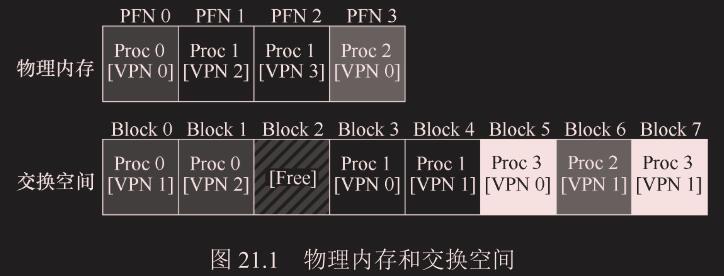 PFN 0 PFN 1 PFN 2 PFN 3
物理内存
Proc 0 Proc 1 Proc 1 Proc 2
[VPN 0] [VPN 2] [VPN 3] [VPN 0]
Block 0 Block 1 Block 2 Block 3 Block 4 Block 5 Block 6 Block 7
交换空间
Proc 0 Proc 0 [Free] Proc 1 Proc 1 Proc 3 Proc 2 Proc 3
[VPN 1] [VPN 2] [VPN 0] [VPN 1] [VPN 0] [VPN 1] [VPN 1]
图 21.1 物理内存和交换空间